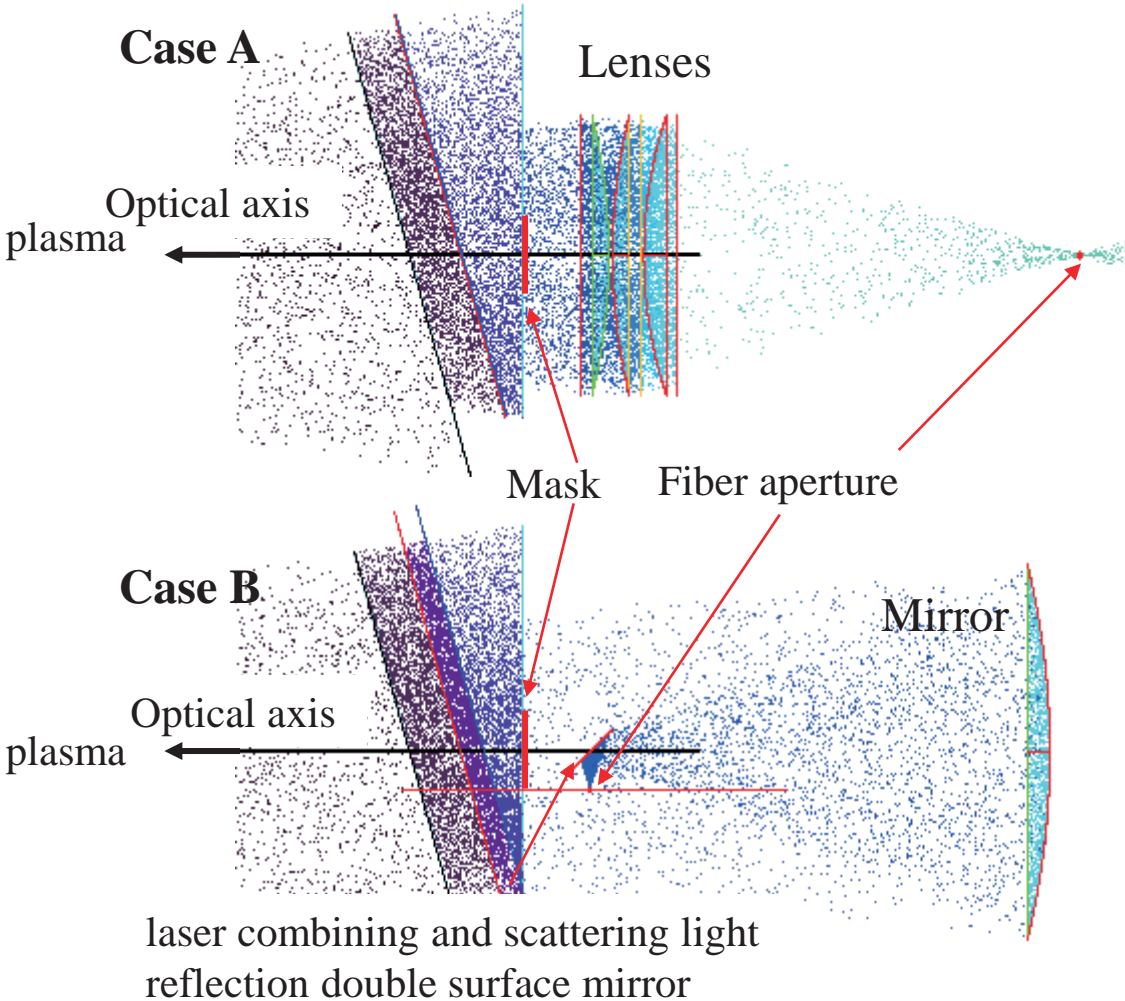 Case A
Lenses
Optical axis
plasma
Mask
Fiber aperture
Case B
Mirror
Optical axis
plasma
laser combining and scattering light
reflection double surface mirror